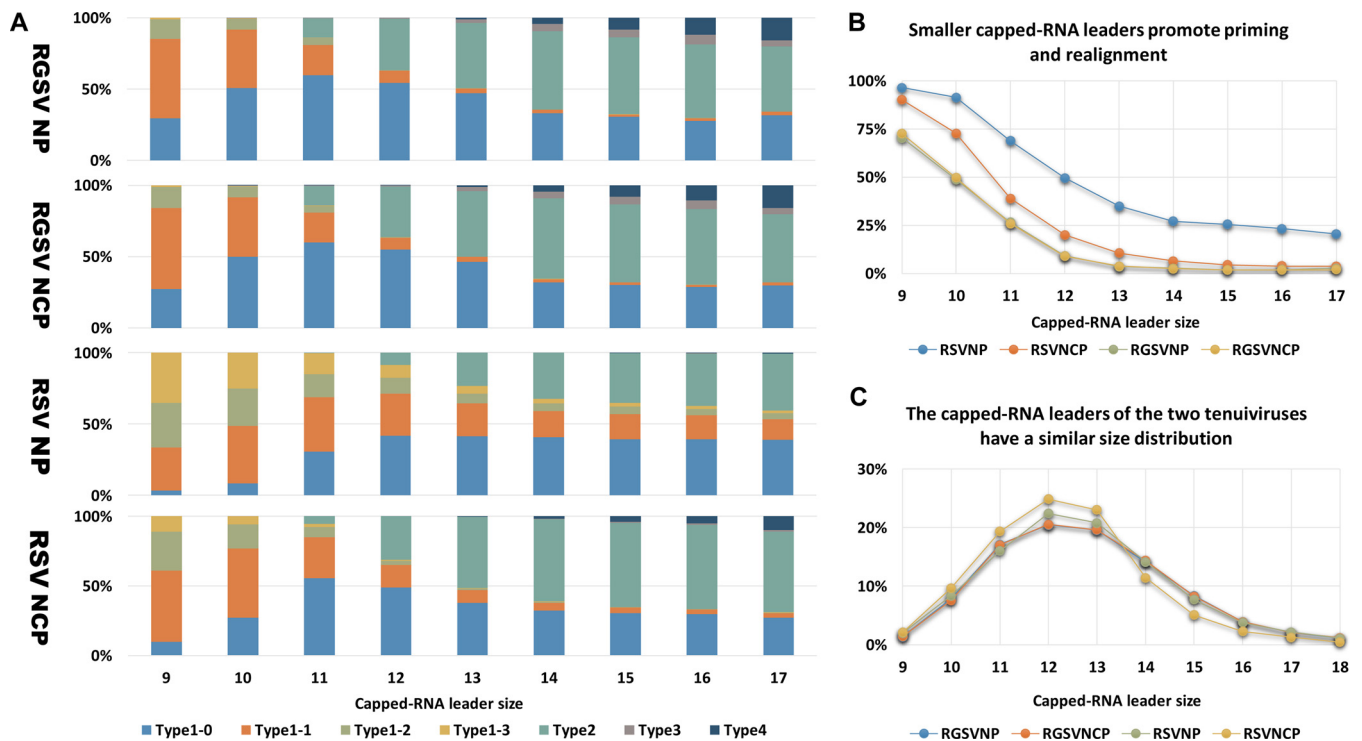 A
RGSV NP
100%
50%
0%
RGSV NCP
100%
50%
0%
RSV NP
100%
50%
0%
RSV NCP
100%
50%
0%
9 10 11 12 13 14 15 16 17
Capped-RNA leader size
Type1-0 Type1-1 Type1-2 Type1-3 Type2 Type3 Type4
B
Smaller capped-RNA leaders promote priming
and realignment
100%
75%
50%
25%
0%
9 10 11 12 13 14 15 16 17
Capped-RNA leader size
RSVNP RSVNCP RGSVNP RGSVNCP
C
The capped-RNA leaders of the two tenuiviruses
have a similar size distribution
30%
20%
10%
0%
9 10 11 12 13 14 15 16 17 18
Capped-RNA leader size
RGSVNP RGSVNCP RSVNP RSVNCP